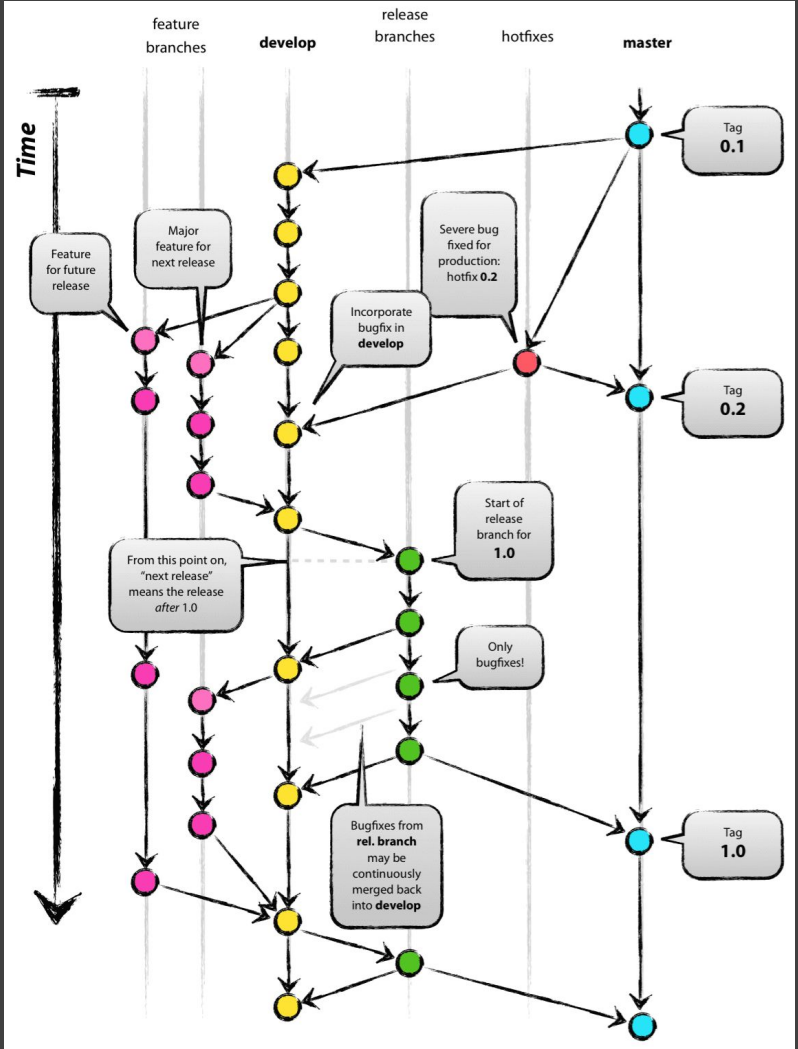 feature
branches
develop
release
branches
hotfixes
master
Time
Tag
0.1
Feature
for future
release
Major
feature for
next release
Severe bug
fixed for
production:
hotfix 0.2
Incorporate
bugfix in
develop
Tag
0.2
Start of
release
branch for
1.0
From this point on,
“next release”
means the release
after 1.0
Only
bugfixes!
Bugfixes from
rel. branch
may be
continuously
merged back
into develop
Tag
1.0